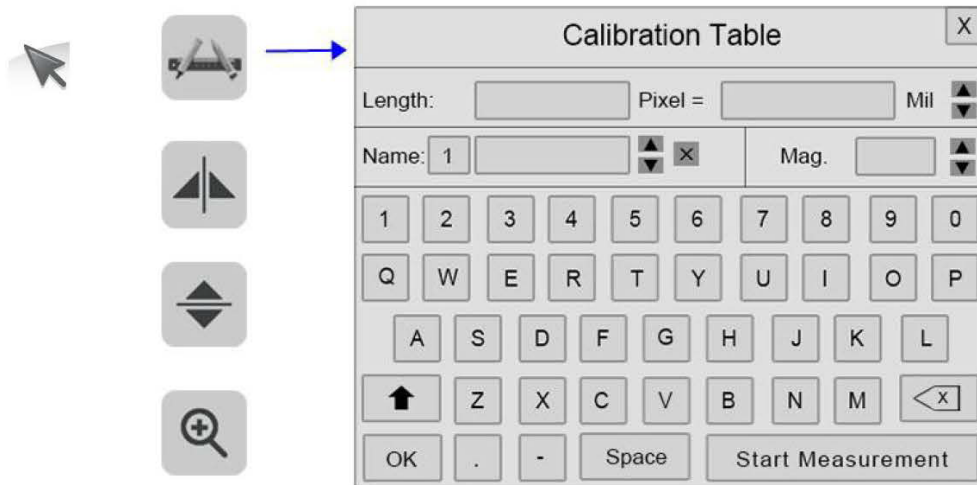 Calibration Table X
Length: Pixel = Mil
Name: 1 X Mag.
1 2 3 4 5 6 7 8 9 0
Q W E R T Y U I O P
A S D F G H J K L
Z X C V B N M X
OK . - Space Start Measurement